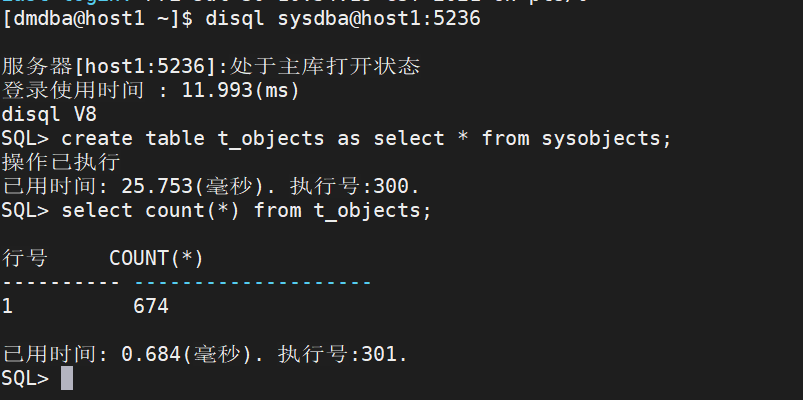 [dmdba@host1 ~]$ disql sysdba@host1:5236
服务器[host1:5236]:处于主库打开状态
登录使用时间 : 11.993(ms)
disql V8
SQL> create table t_objects as select * from sysobjects;
操作已执行
已用时间: 25.753(毫秒). 执行号:300.
SQL> select count(*) from t_objects;
行号 COUNT(*)
---------- --------------------
1 674
已用时间: 0.684(毫秒). 执行号:301.
SQL>